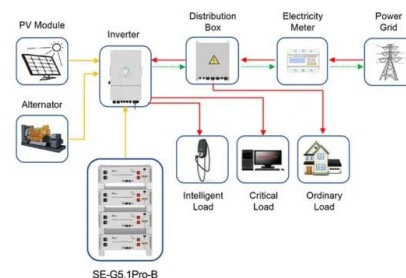 PV Module
Inverter
Distribution
Box
Electricity
Meter
Power
Grid
Alternator
Intelligent
Load
Critical
Load
Ordinary
Load
SE-G5.1Pro-B